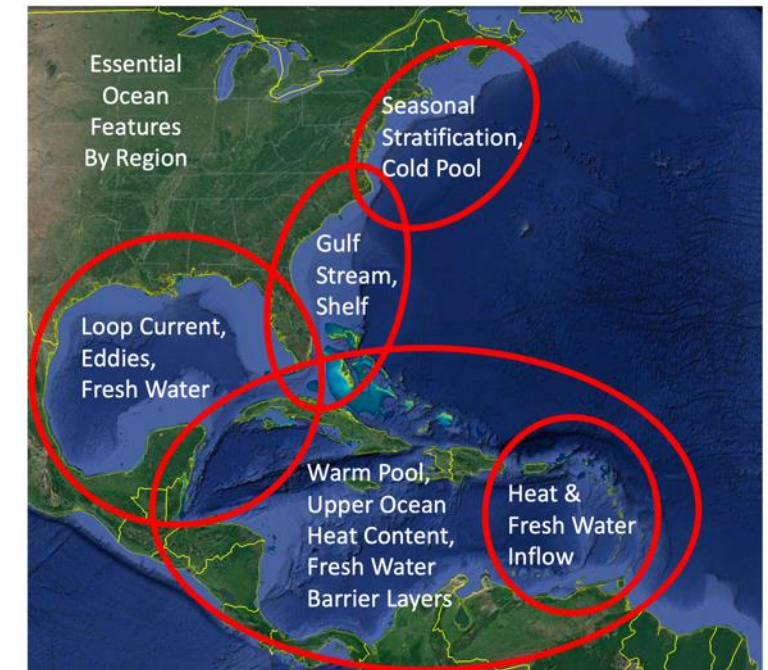 Essential
Ocean
Features
By Region
Seasonal
Stratification,
Cold Pool
Gulf
Stream,
Shelf
Loop Current,
Eddies,
Fresh Water
Warm Pool,
Upper Ocean
Heat Content,
Fresh Water
Barrier Layers
Heat &
Fresh Water
Inflow